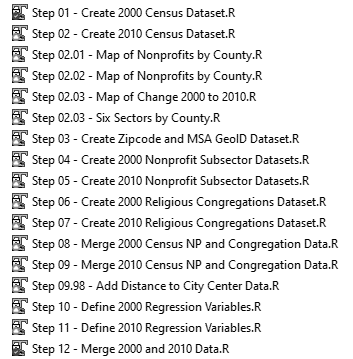 Step 01 - Create 2000 Census Dataset.R
Step 02 - Create 2010 Census Dataset.R
Step 02.01 - Map of Nonprofits by County.R
Step 02.02 - Map of Nonprofits by County.R
Step 02.03 - Map of Change 2000 to 2010.R
Step 02.03 - Six Sectors by County.R
Step 03 - Create Zipcode and MSA GeoID Dataset.R
Step 04 - Create 2000 Nonprofit Subsector Datasets.R
Step 05 - Create 2010 Nonprofit Subsector Datasets.R
Step 06 - Create 2000 Religious Congregations Dataset.R
Step 07 - Create 2010 Religious Congregations Dataset.R
Step 08 - Merge 2000 Census NP and Congregation Data.R
Step 09 - Merge 2010 Census NP and Congregation Data.R
Step 09.98 - Add Distance to City Center Data.R
Step 10 - Define 2000 Regression Variables.R
Step 11 - Define 2010 Regression Variables.R
Step 12 - Merge 2000 and 2010 Data.R